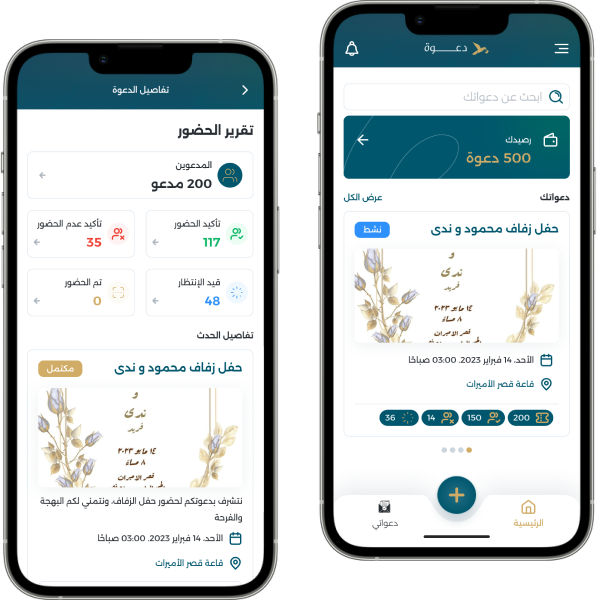 تفاصيل الدعوة
تقرير الحضور
المدعوين
200 مدعو
تأكيد الحضور
117
تأكيد عدم الحضور
35
قيد الإنتظار
48
تم الحضور
0
تفاصيل الحدث
حفل زفاف محمود و ندى
مكتمل
و
ندى
١٤ مايو ٢٠٢٣
٨ مساءً
قصر الاميرات
نتشرف بدعوتكم لحضور حفل الزفاف، ونتمني لكم البهجة
والفرحة
الأحد، 14 فبراير 2023، 03:00 صباحًا
قاعة قصر الأميرات
دعـــــوة
ابحث عن دعواتك
رصيدك
500 دعوة
دعواتك
عرض الكل
حفل زفاف محمود و ندى
نشط
و
ندى
فريد
١٤ مايو ٢٠٢٣
٨ مساءً
قصر الاميرات
الأحد، 14 فبراير 2023، 03:00 صباحًا
قاعة قصر الأميرات
200
150
14
36
الرئيسية
دعواتي